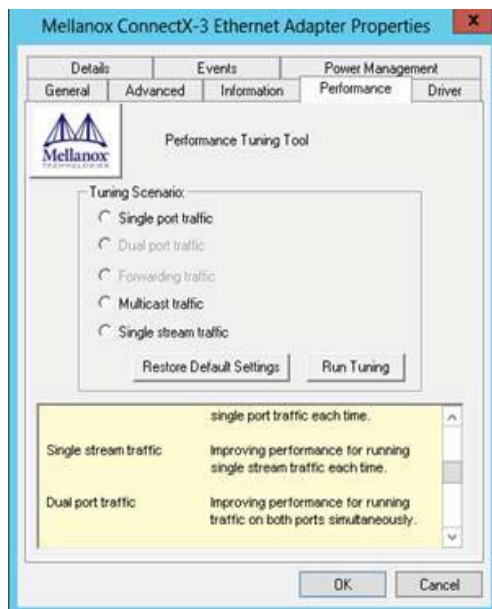 Mellanox ConnectX-3 Ethernet Adapter Properties
x
Details
Events
Power Management
General
Advanced
Information
Performance
Driver
Mellanox
TECHNOLOGIES
Performance Tuning Tool
Tuning Scenario:
Single port traffic
Dual port traffic
Forwarding traffic
Multicast traffic
Single stream traffic
Restore Default Settings
Run Tuning
single port traffic each time.
Single stream traffic
Improving performance for running
single stream traffic each time.
Dual port traffic
Improving performance for running
traffic on both ports simultaneously.
OK
Cancel